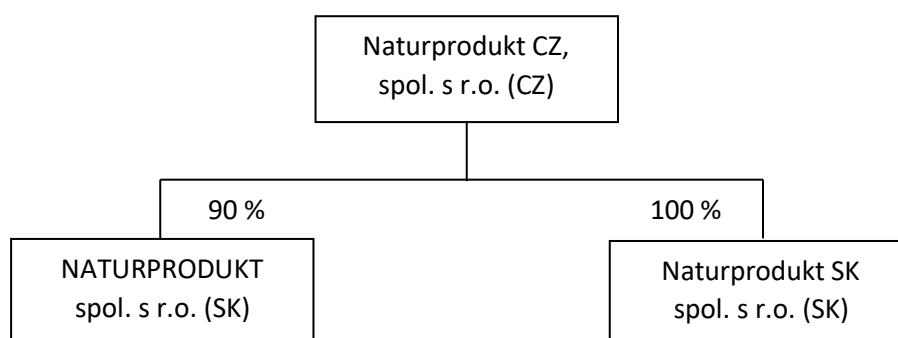 Naturprodukt CZ,
spol. s r.o. (CZ)
90 %
100 %
NATURPRODUKT
spol. s r.o. (SK)
Naturprodukt SK
spol. s r.o. (SK)